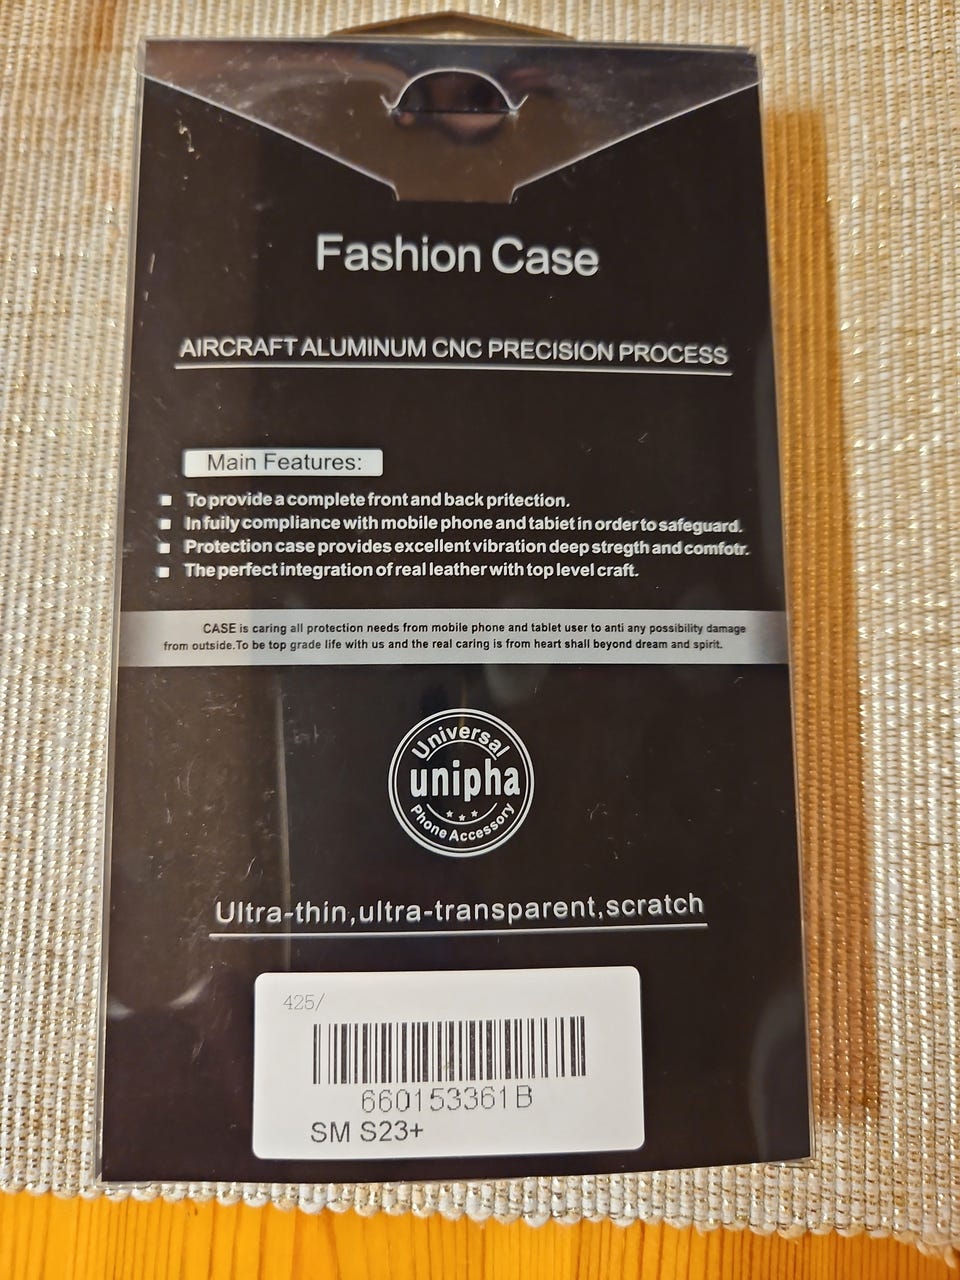 Fashion Case
AIRCRAFT ALUMINUM CNC PRECISION PROCESS
Main Features:
■ To provide a complete front and back pritection.
■ In fuily compliance with mobile phone and tabiet in order to safeguard.
■ Protection case provides excellent vibration deep stregth and comfotr.
■ The perfect integration of real leather with top level craft.
CASE is caring all protection needs from mobile phone and tablet user to anti any possibility damage
from outside.To be top grade life with us and the real caring is from heart shall beyond dream and spirit.
Universal
unipha
Phone Accessory
Ultra-thin,ultra-transparent,scratch
425/
660153361B
SM S23+